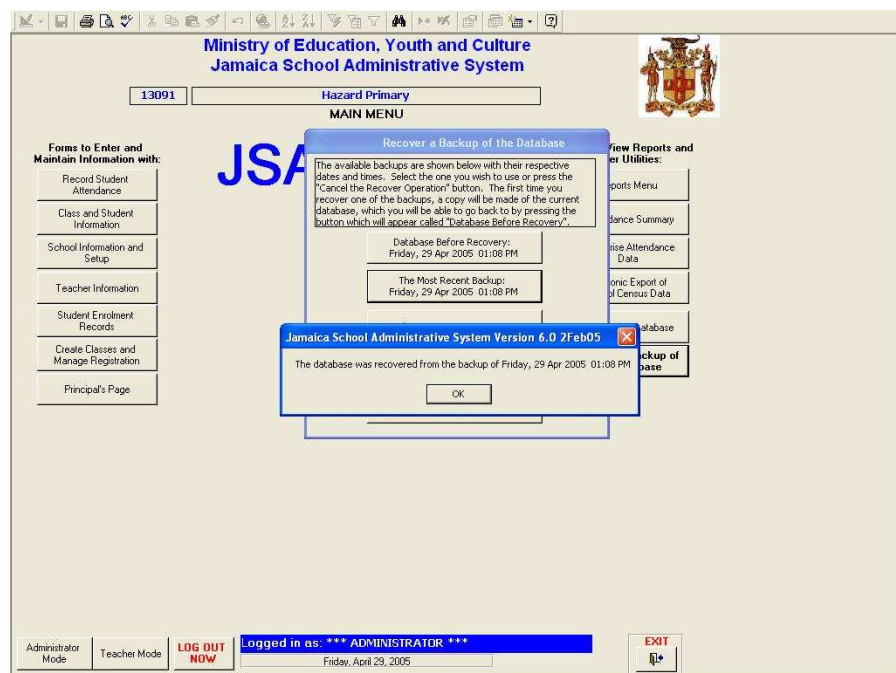 Ministry of Education, Youth and Culture
Jamaica School Administrative System
13091
Hazard Primary
MAIN MENU
Forms to Enter and
Maintain Information with:
Record Student
Attendance
Class and Student
Information
School Information and
Setup
Teacher Information
Student Enrolment
Records
Create Classes and
Manage Registration
Principal's Page
JSA
Recover a Backup of the Database
The available backups are shown below with their respective
dates and times. Select the one you wish to use or press the
"Cancel the Recover Operation" button. The first time you
recover one of the backups, a copy will be made of the current
database, which you will be able to go back to by pressing the
button which will appear called "Database Before Recovery".
Database Before Recovery:
Friday, 29 Apr 2005 01:08 PM
The Most Recent Backup:
Friday, 29 Apr 2005 01:08 PM
Jamaica School Administrative System Version 6.0 2Feb05
The database was recovered from the backup of Friday, 29 Apr 2005 01:08 PM
OK
View Reports and
er Utilities:
ports Menu
dance Summary
rise Attendance
Data
onic Export of
ol Census Data
atabase
ackup of
base
Administrator
Mode
Teacher Mode
LOG OUT
NOW
Logged in as: *** ADMINISTRATOR ***
Friday, April 29, 2005
EXIT